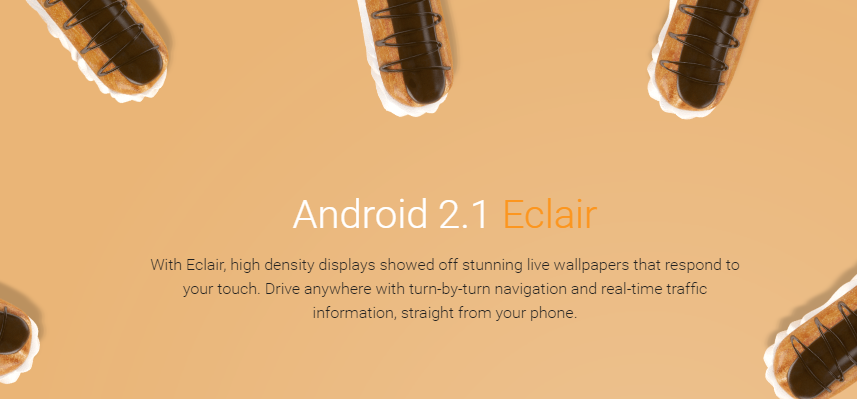 Android 2.1 Eclair
With Eclair, high density displays showed off stunning live wallpapers that respond to
your touch. Drive anywhere with turn-by-turn navigation and real-time traffic
information, straight from your phone.